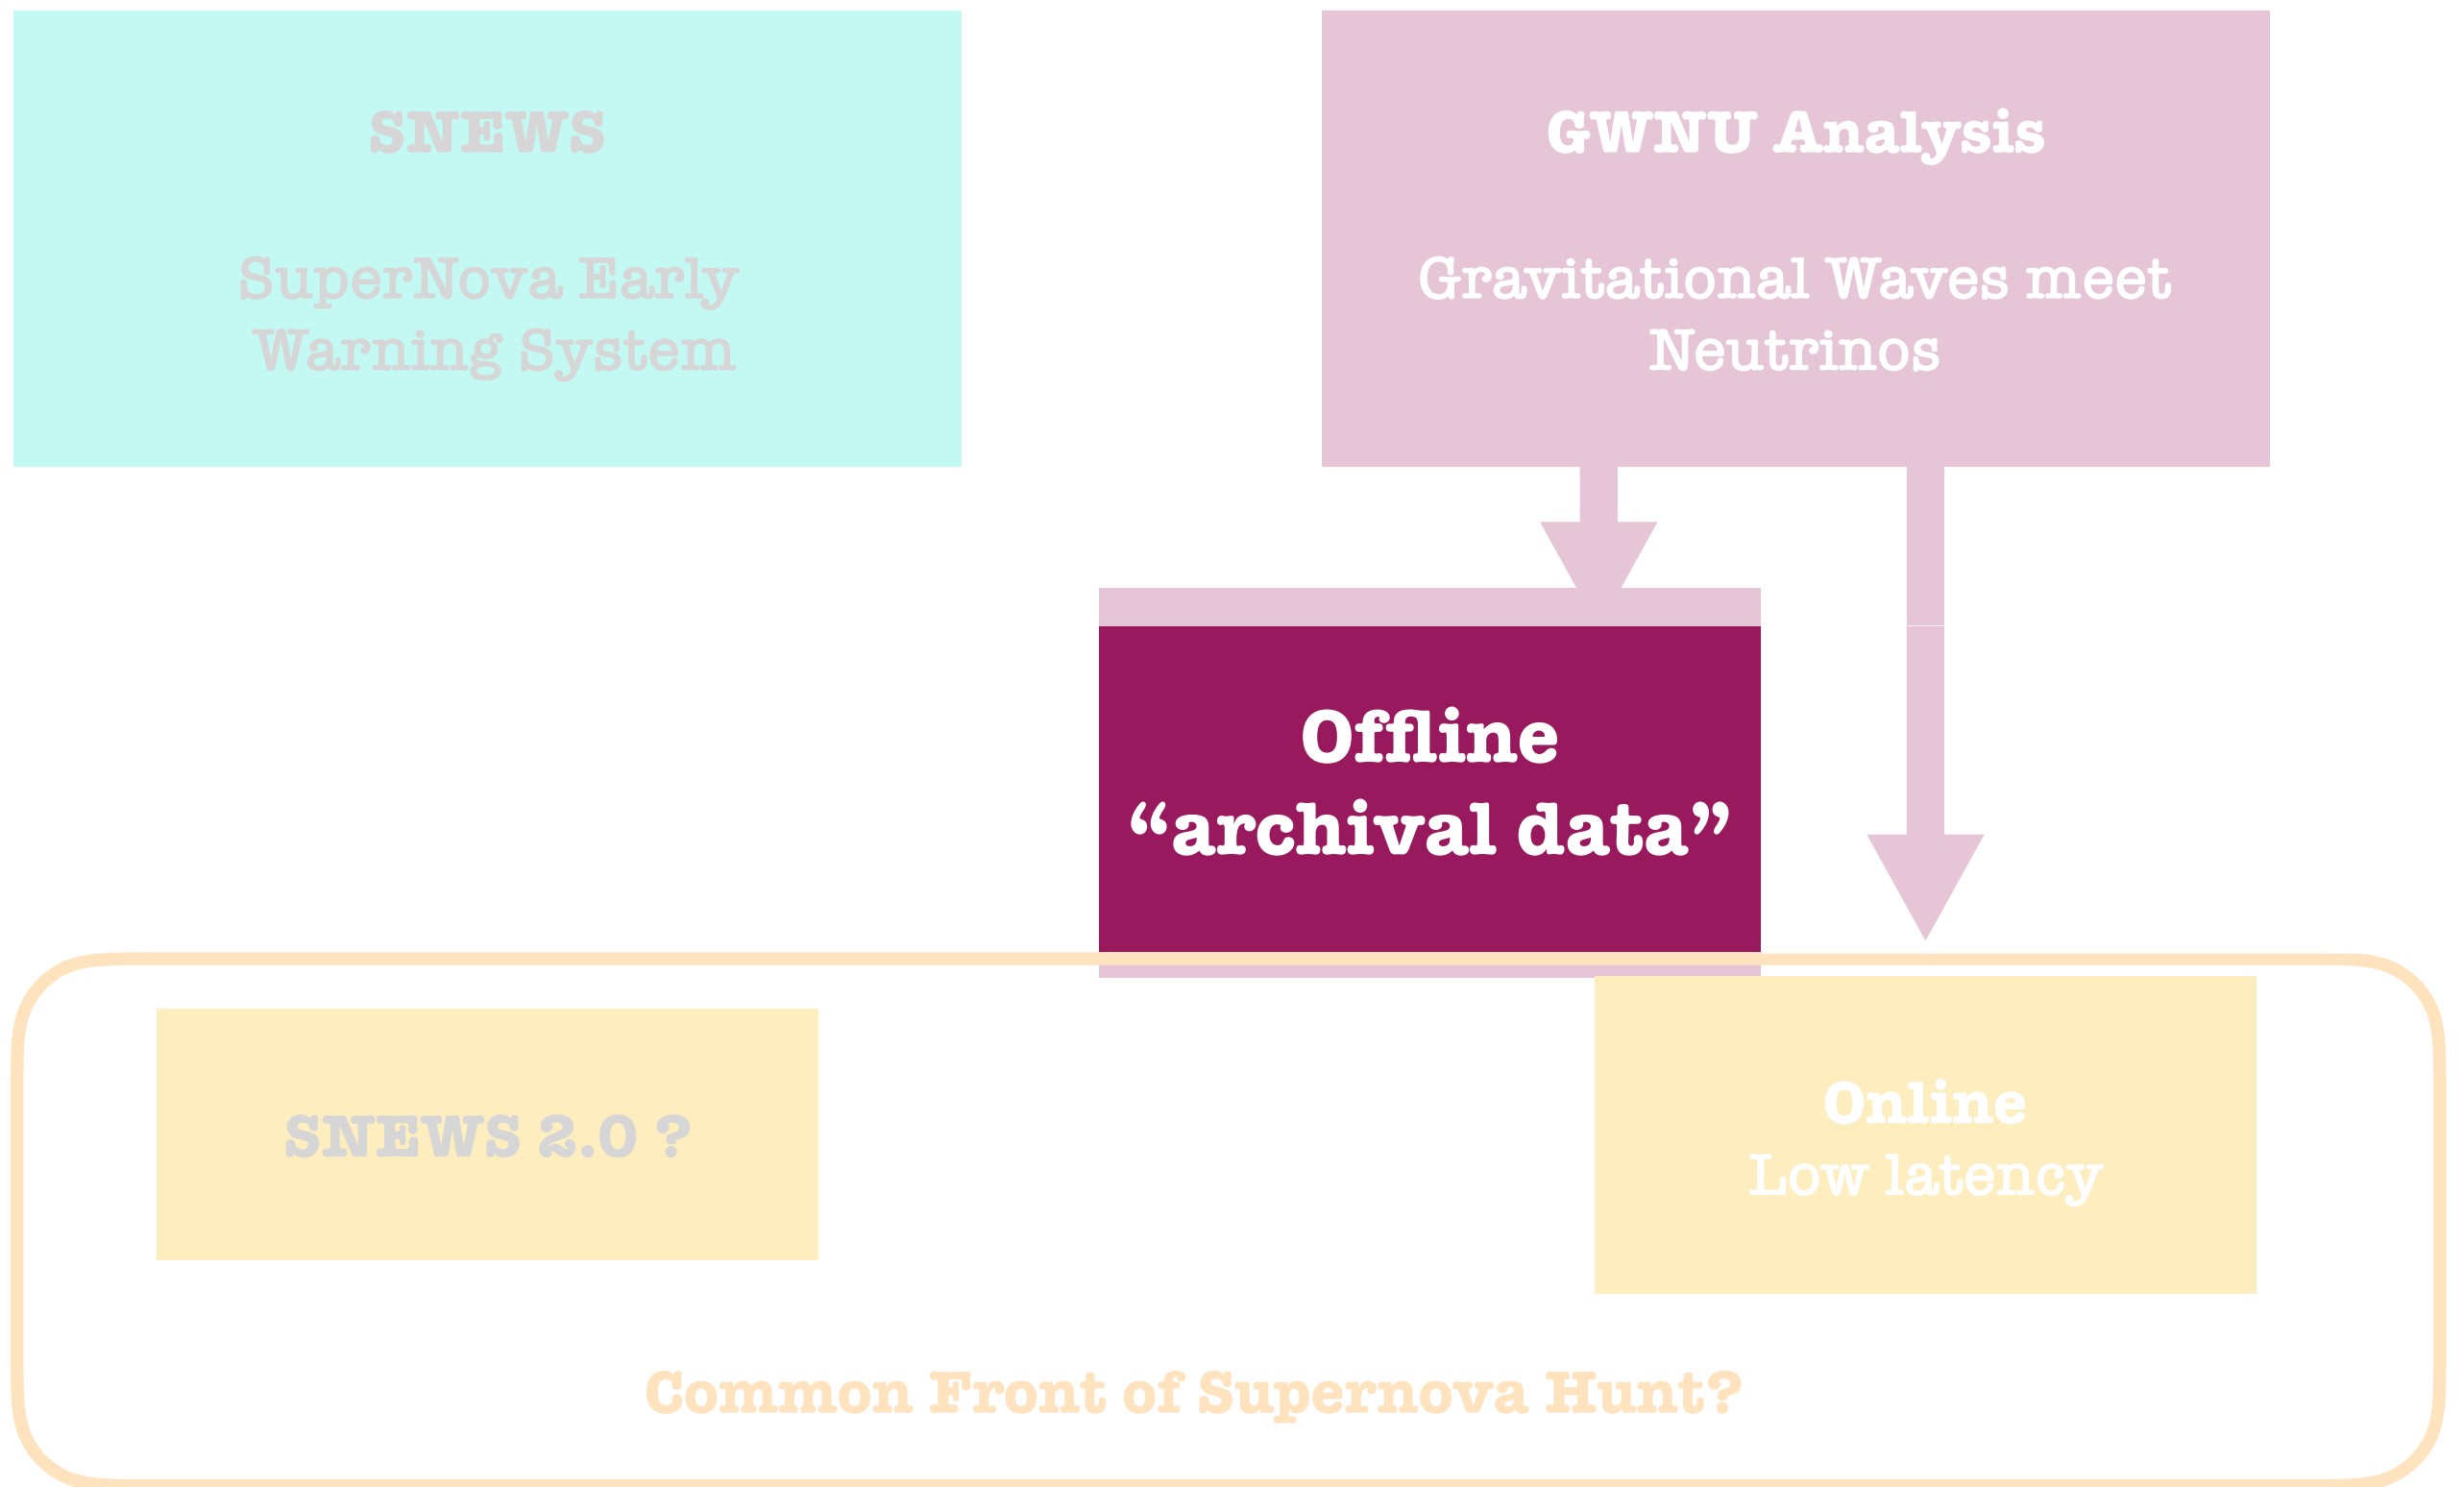 SNEWS
SuperNova Early
Warning System
GWNU Analysis
Gravitational Waves meet
Neutrinos
Offline
“archival data”
SNEWS 2.0 ?
Online
Low latency
Common Front of Supernova Hunt?